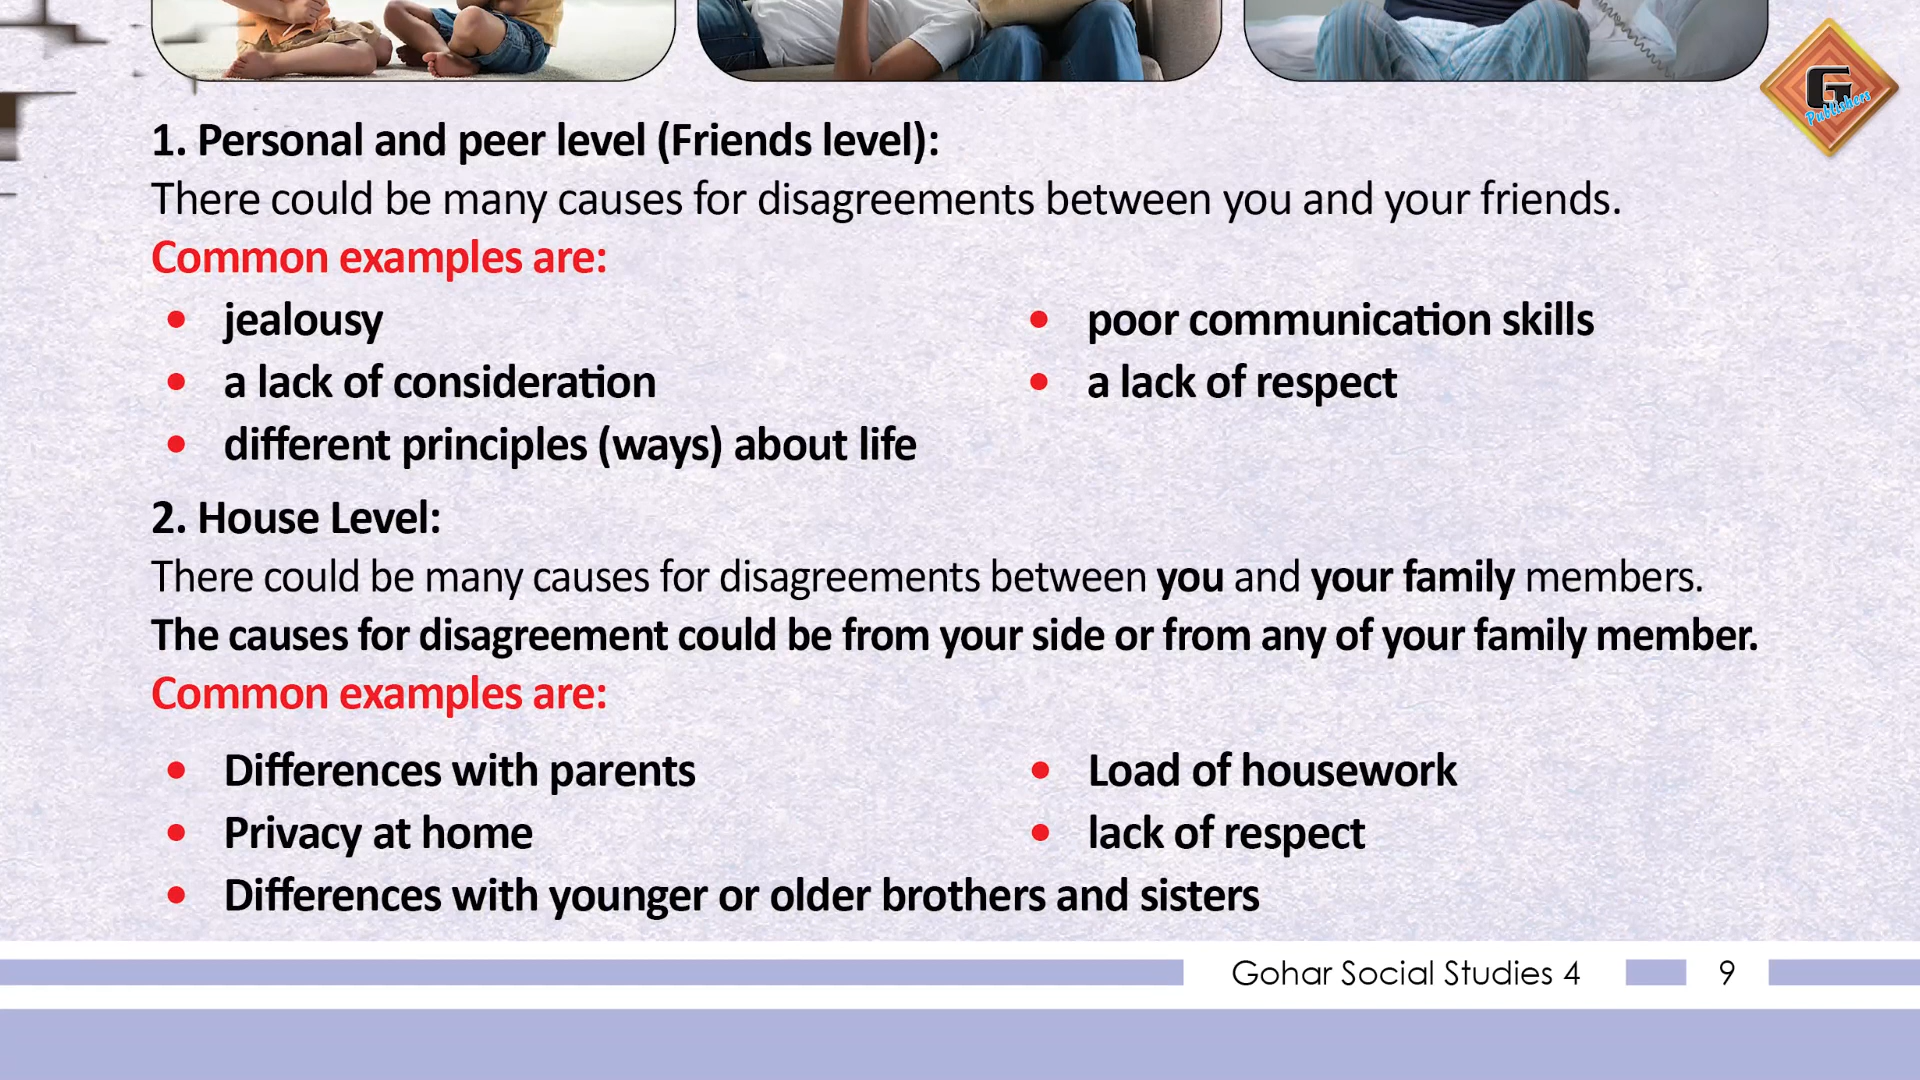 G
Publishers
1. Personal and peer level (Friends level):
There could be many causes for disagreements between you and your friends.
Common examples are:
• jealousy
• poor communication skills
• a lack of consideration
• a lack of respect
• different principles (ways) about life
2. House Level:
There could be many causes for disagreements between you and your family members.
The causes for disagreement could be from your side or from any of your family member.
Common examples are:
• Differences with parents
• Load of housework
• Privacy at home
• lack of respect
• Differences with younger or older brothers and sisters
Gohar Social Studies 4
9